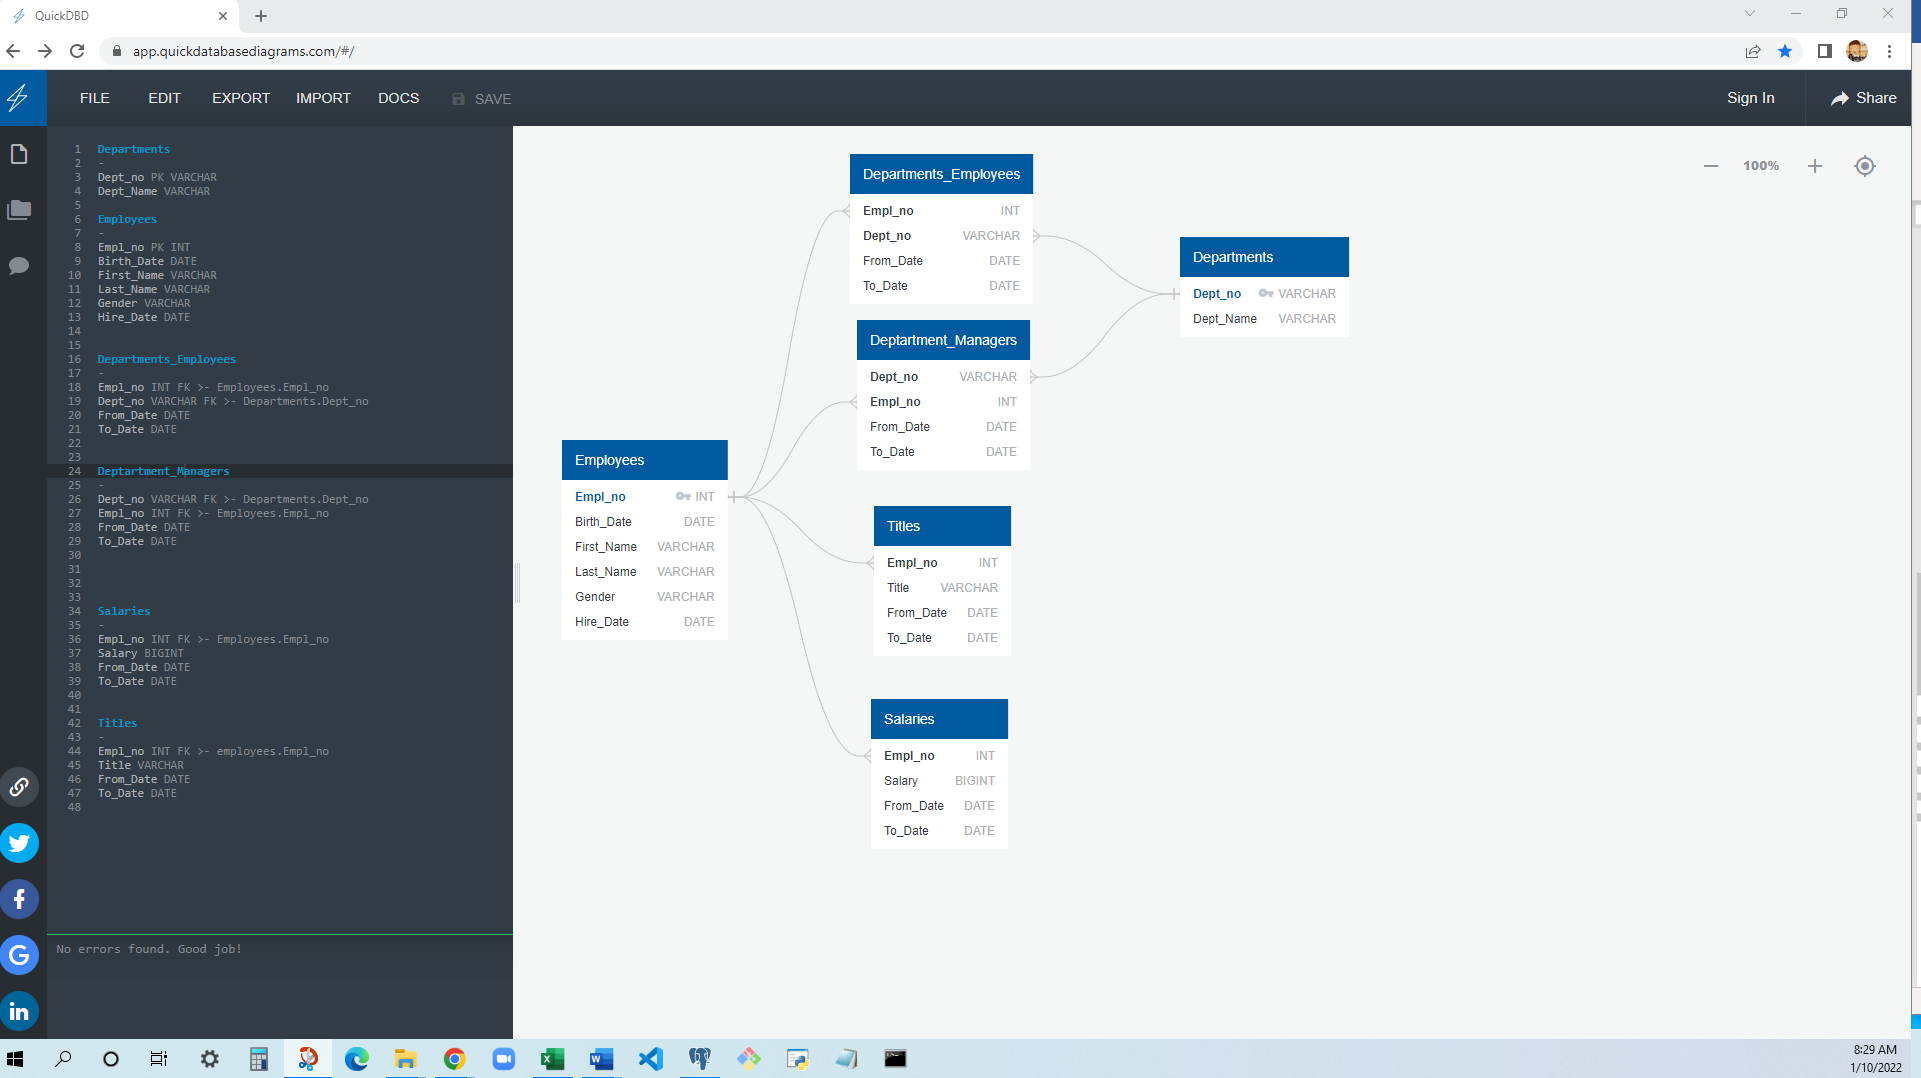 QuickDBD
app.quickdatabasediagrams.com/#/
FILE EDIT EXPORT IMPORT DOCS SAVE Sign In Share
1 Departments
2 -
3 Dept_no PK VARCHAR
4 Dept_Name VARCHAR
5
6 Employees
7 -
8 Empl_no PK INT
9 Birth_Date DATE
10 First_Name VARCHAR
11 Last_Name VARCHAR
12 Gender VARCHAR
13 Hire_Date DATE
14
15
16 Departments_Employees
17 -
18 Empl_no INT FK >- Employees.Empl_no
19 Dept_no VARCHAR FK >- Departments.Dept_no
20 From_Date DATE
21 To_Date DATE
22
23
24 Deptartment_Managers
25 -
26 Dept_no VARCHAR FK >- Departments.Dept_no
27 Empl_no INT FK >- Employees.Empl_no
28 From_Date DATE
29 To_Date DATE
30
31
32
33
34 Salaries
35 -
36 Empl_no INT FK >- Employees.Empl_no
37 Salary BIGINT
38 From_Date DATE
39 To_Date DATE
40
41
42 Titles
43 -
44 Empl_no INT FK >- employees.Empl_no
45 Title VARCHAR
46 From_Date DATE
47 To_Date DATE
48
No errors found. Good job!
100%
Departments_Employees
Empl_no INT
Dept_no VARCHAR
From_Date DATE
To_Date DATE
Departments
Dept_no VARCHAR
Dept_Name VARCHAR
Deptartment_Managers
Dept_no VARCHAR
Empl_no INT
From_Date DATE
To_Date DATE
Employees
Empl_no INT
Birth_Date DATE
First_Name VARCHAR
Last_Name VARCHAR
Gender VARCHAR
Hire_Date DATE
Titles
Empl_no INT
Title VARCHAR
From_Date DATE
To_Date DATE
Salaries
Empl_no INT
Salary BIGINT
From_Date DATE
To_Date DATE
8:29 AM
1/10/2022